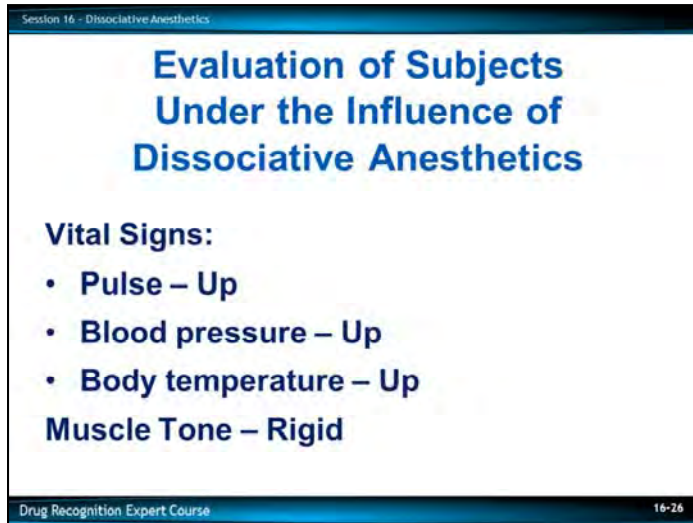 Session 16 - Dissociative Anesthetics
Evaluation of Subjects
Under the Influence of
Dissociative Anesthetics
Vital Signs:
• Pulse – Up
• Blood pressure – Up
• Body temperature – Up
Muscle Tone – Rigid
Drug Recognition Expert Course 16-26